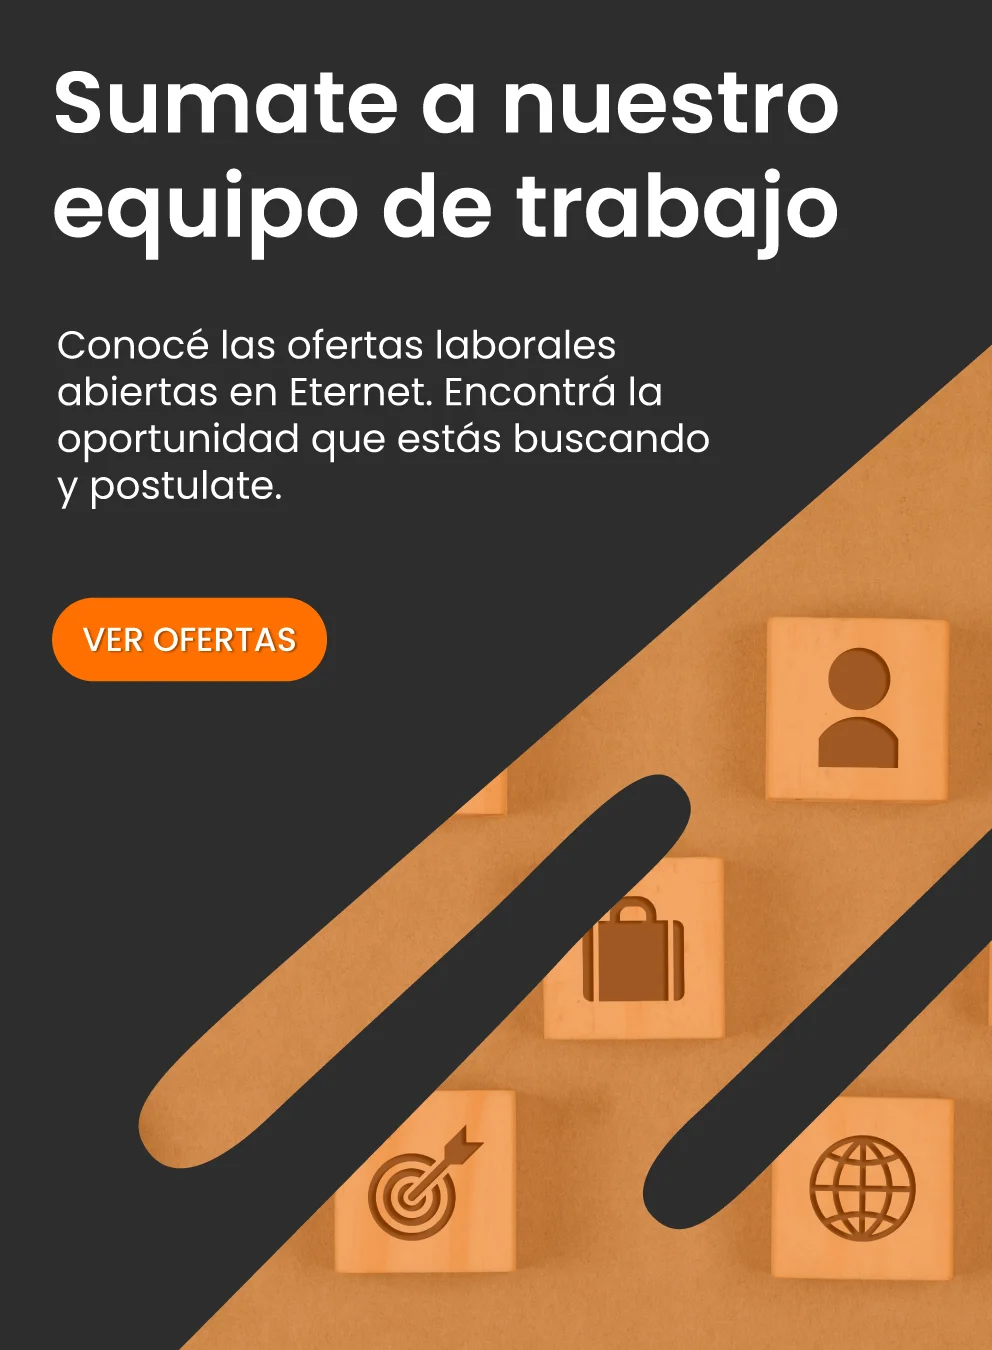 Sumate a nuestro
equipo de trabajo
Conocé las ofertas laborales
abiertas en Eternet. Encontrá la
oportunidad que estás buscando
y postulate.
VER OFERTAS